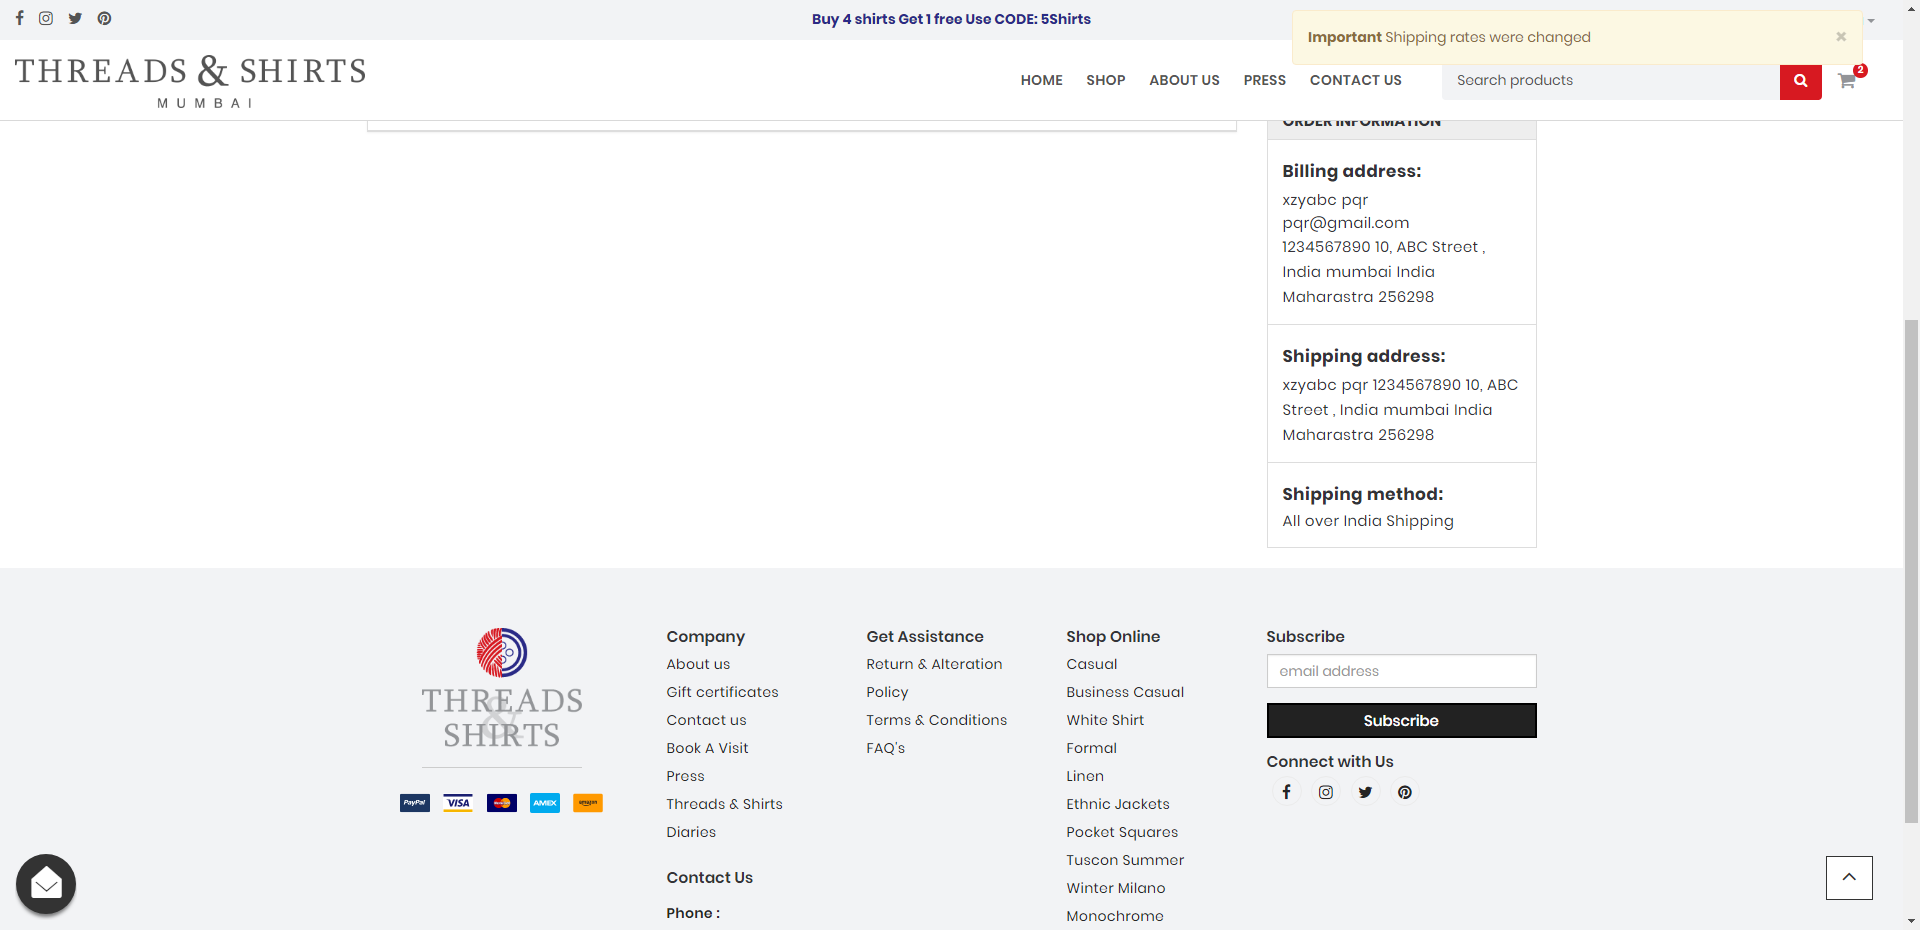 Buy 4 shirts Get 1 free Use CODE: 5Shirts
Important Shipping rates were changed
×
THREADS & SHIRTS
MUMBAI
HOME
SHOP
ABOUT US
PRESS
CONTACT US
Search products
2
ORDER INFORMATION
Billing address:
xzyabc pqr
pqr@gmail.com
1234567890 10, ABC Street ,
India mumbai India
Maharastra 256298
Shipping address:
xzyabc pqr 1234567890 10, ABC
Street , India mumbai India
Maharastra 256298
Shipping method:
All over India Shipping
THREADS
&
SHIRTS
PayPal
VISA
MasterCard
AMEX
amazon
Company
About us
Gift certificates
Contact us
Book A Visit
Press
Threads & Shirts
Diaries
Contact Us
Phone :
Get Assistance
Return & Alteration
Policy
Terms & Conditions
FAQ's
Shop Online
Casual
Business Casual
White Shirt
Formal
Linen
Ethnic Jackets
Pocket Squares
Tuscon Summer
Winter Milano
Monochrome
Subscribe
email address
Subscribe
Connect with Us